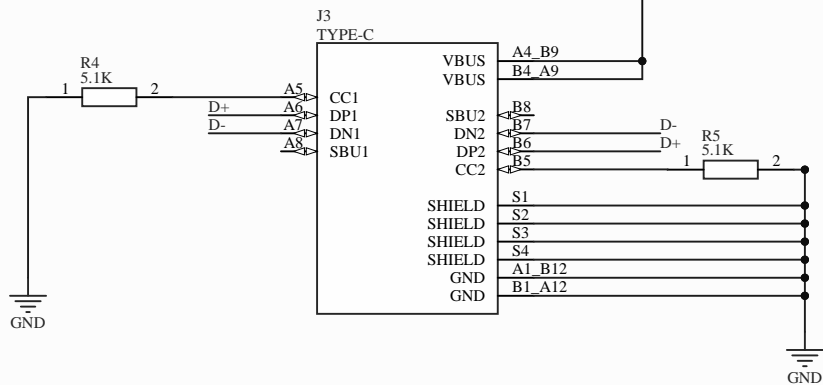 J3
TYPE-C
R4
5.1K
1
2
A5
D+
A6
D-
A7
A8
CC1
DP1
DN1
SBU1
VBUS
A4_B9
VBUS
B4_A9
SBU2
B8
DN2
B7
D-
DP2
B6
D+
CC2
B5
R5
5.1K
1
2
SHIELD
S1
SHIELD
S2
SHIELD
S3
SHIELD
S4
GND
A1_B12
GND
B1_A12
GND
GND